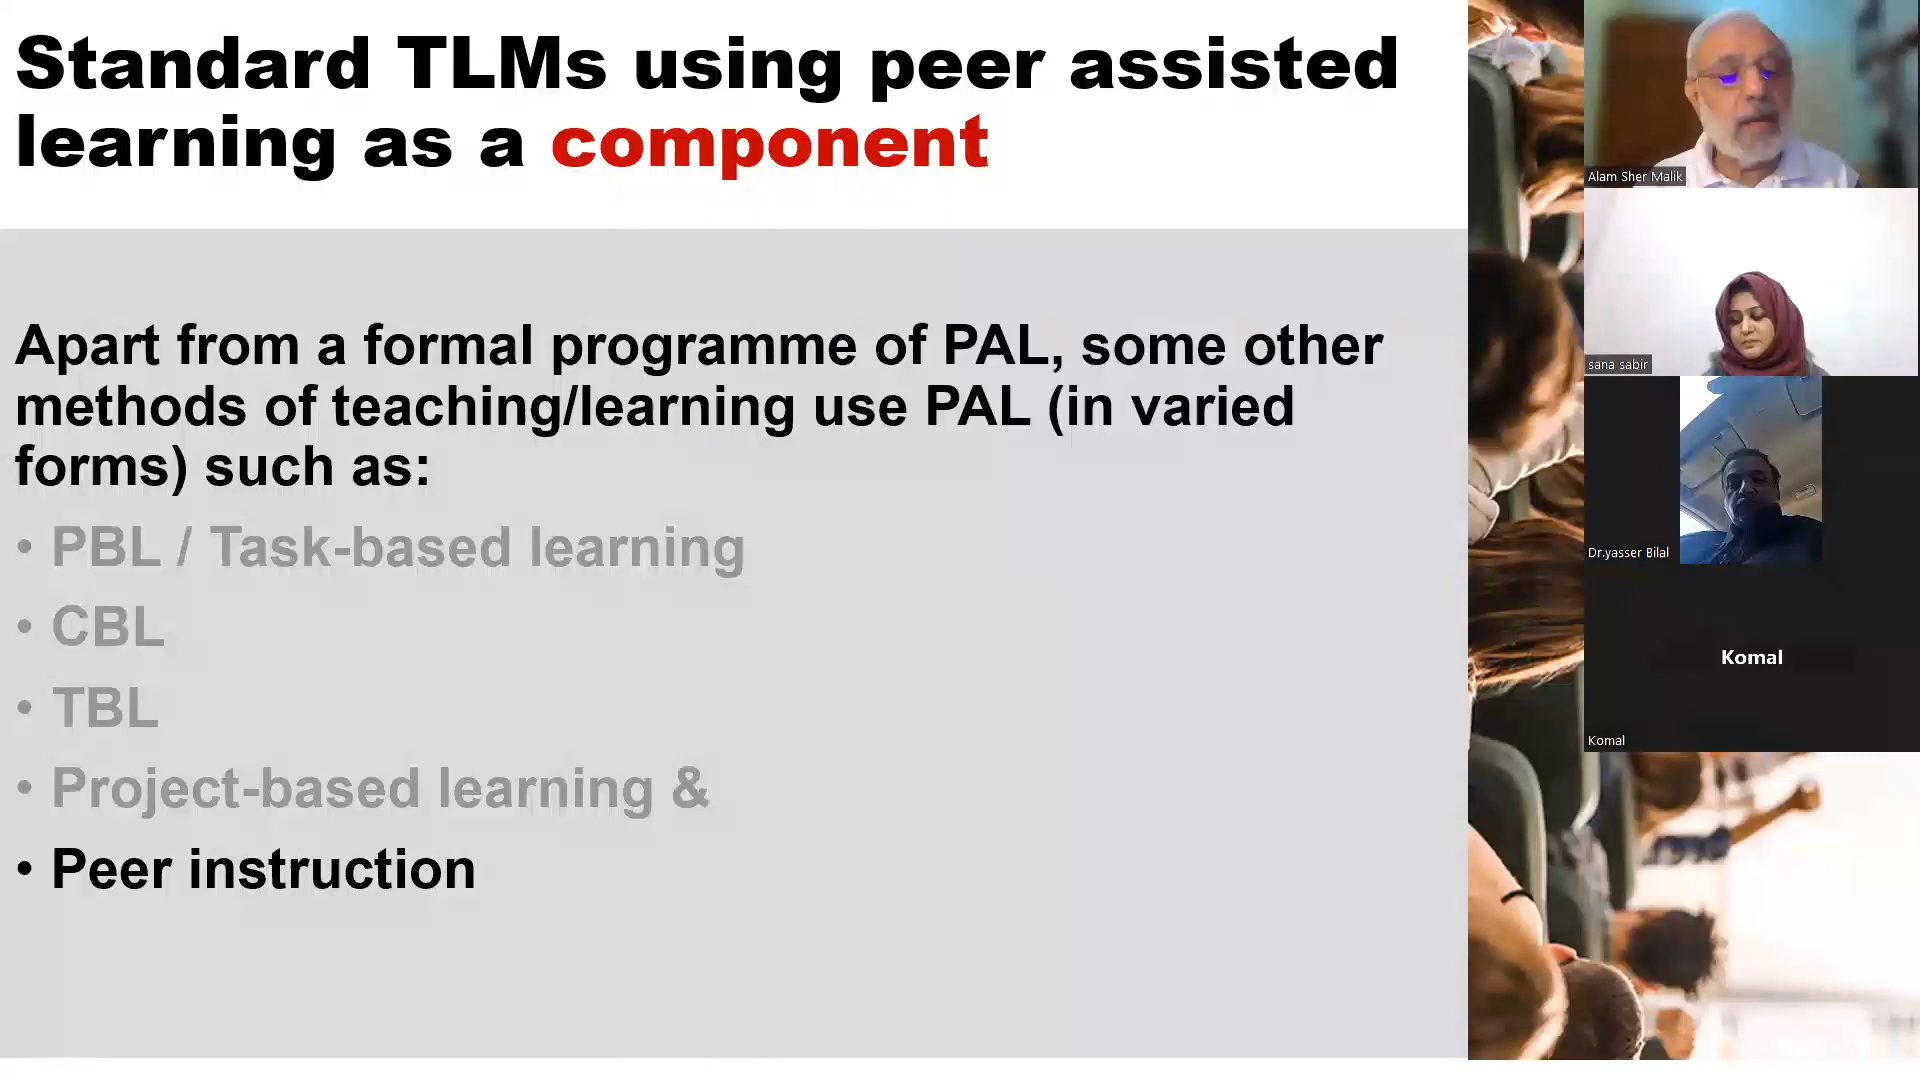 Standard TLMs using peer assisted
learning as a component
Apart from a formal programme of PAL, some other
methods of teaching/learning use PAL (in varied
forms) such as:
• PBL / Task-based learning
• CBL
• TBL
• Project-based learning &
• Peer instruction
Alam Sher Malik
sana sabir
Dr.yasser Bilal
Komal
Komal